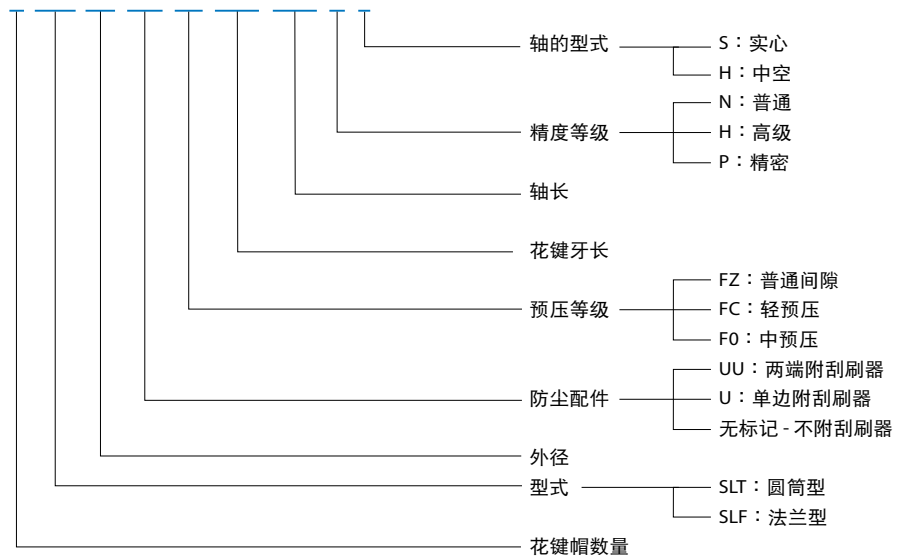 轴的型式
S：实心
H：中空
精度等级
N：普通
H：高级
P：精密
轴长
花键牙长
预压等级
FZ：普通间隙
FC：轻预压
F0：中预压
防尘配件
UU：两端附刮刷器
U：单边附刮刷器
无标记 - 不附刮刷器
外径
型式
SLT：圆筒型
SLF：法兰型
花键帽数量